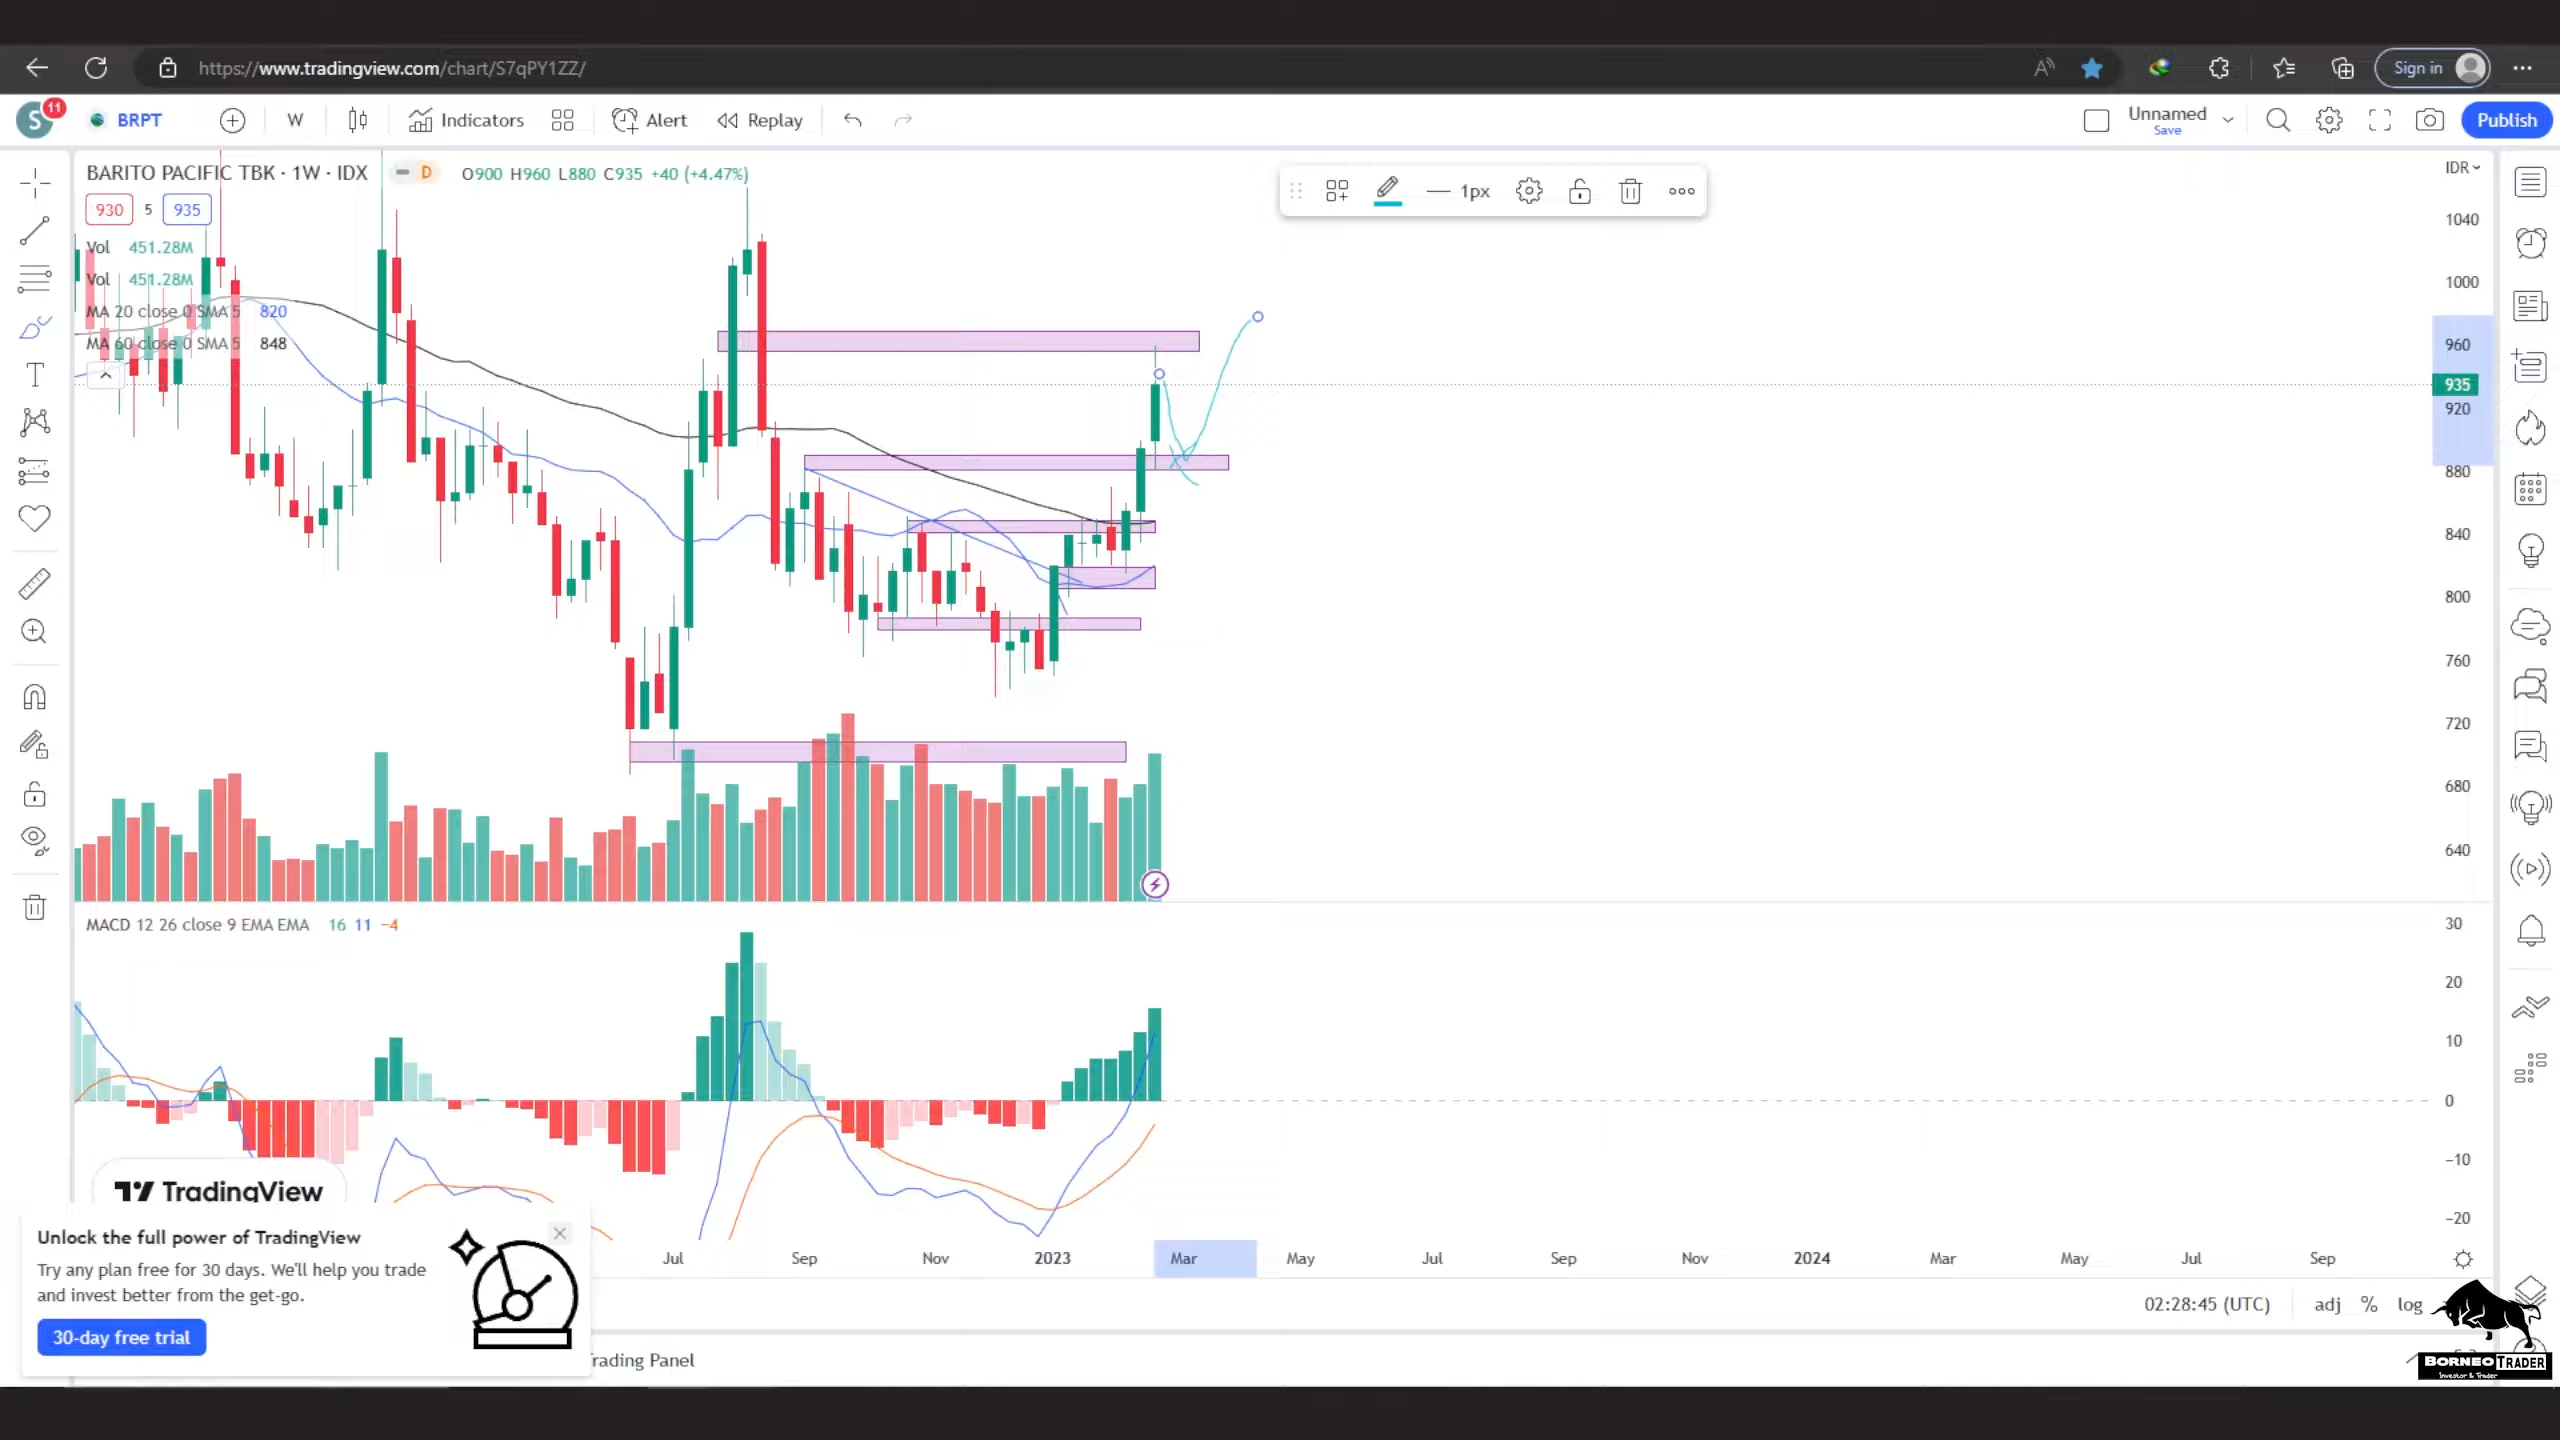 https://www.tradingview.com/chart/S7qPY1ZZ/
Sign in
S
11
BRPT
W
Indicators
Alert
Replay
Unnamed
Save
Publish
BARITO PACIFIC TBK · 1W · IDX
D
O900 H960 L880 C935 +40 (+4.47%)
930 5 935
Vol 451.28M
Vol 451.28M
MA 20 close 0 SMA 5 820
MA 60 close 0 SMA 5 848
1px
IDR
1040
1000
960
935
920
880
840
800
760
720
680
640
MACD 12 26 close 9 EMA EMA 16 11 −4
30
20
10
0
−10
−20
TradingView
Jul Sep Nov 2023 Mar May Jul Sep Nov 2024 Mar May Jul Sep
Unlock the full power of TradingView
Try any plan free for 30 days. We'll help you trade
and invest better from the get-go.
30-day free trial
02:28:45 (UTC)
adj % log
Trading Panel
BORNEO TRADER
Investor & Trader